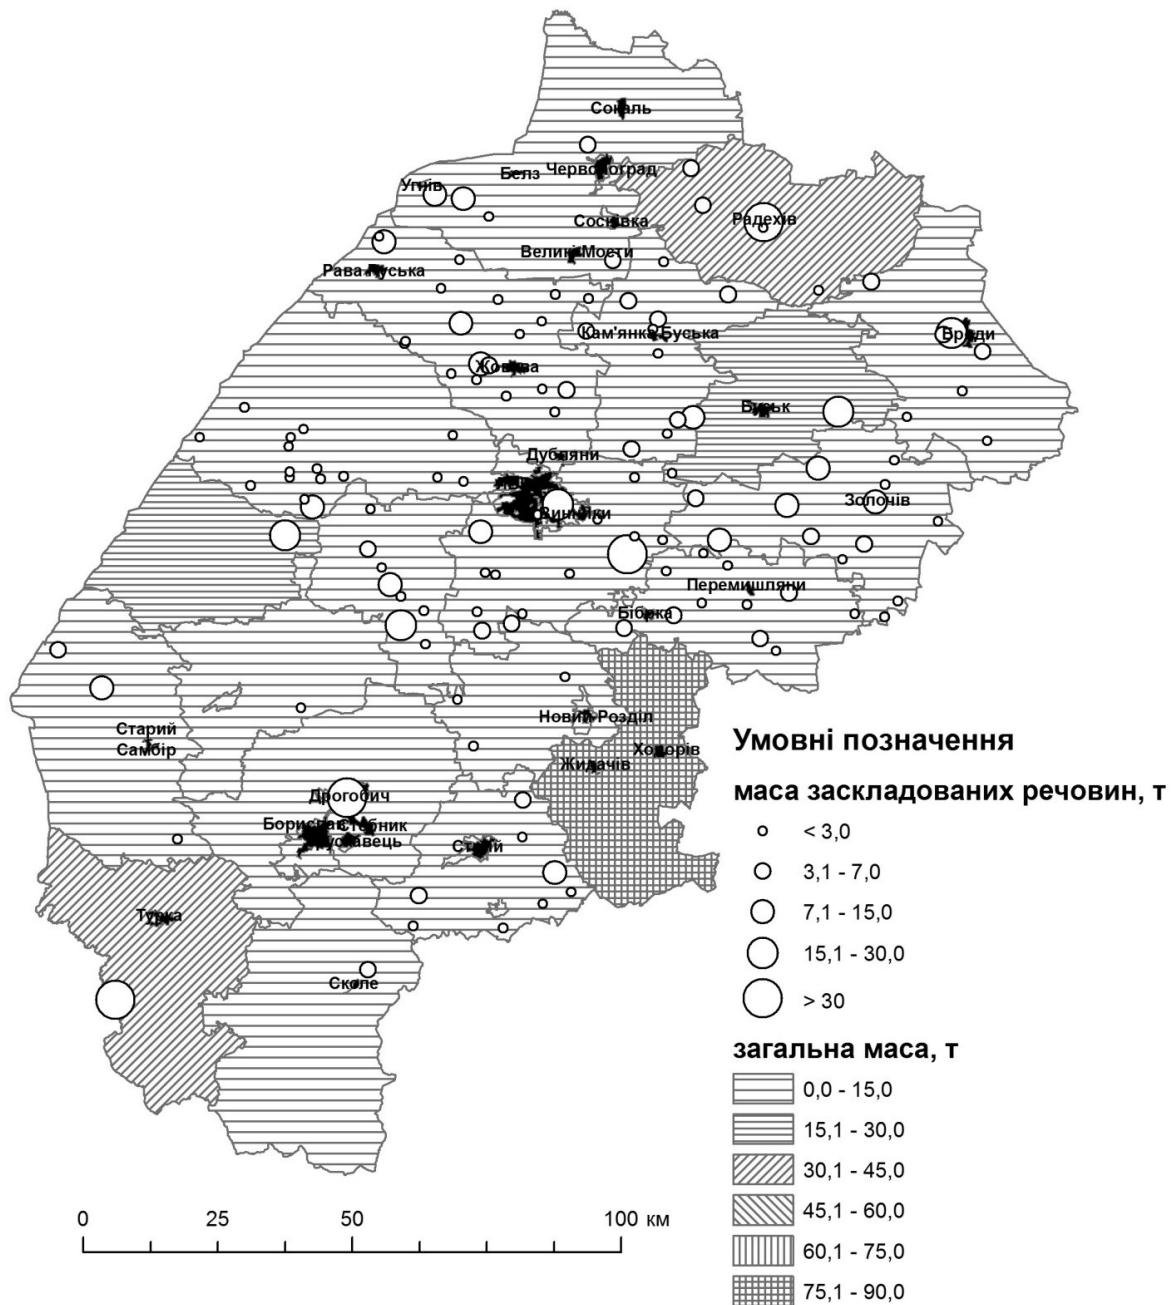 Сокаль
Червоноград
Белз
Угнів
Соснівка
Радехів
Великі Мости
Рава-Руська
Кам'янка-Буська
Броди
Жовква
Буськ
Дубляни
Золочів
Винники
Перемишляни
Бібрка
Новий Розділ
Старий
Самбір
Ходорів
Жидачів
Дрогобич
Борислав
Стебник
Трускавець
Стрий
Турка
Сколе
Умовні позначення
маса заскладованих речовин, т
< 3,0
3,1 - 7,0
7,1 - 15,0
15,1 - 30,0
> 30
загальна маса, т
0,0 - 15,0
15,1 - 30,0
30,1 - 45,0
45,1 - 60,0
60,1 - 75,0
75,1 - 90,0
0 25 50 100 км